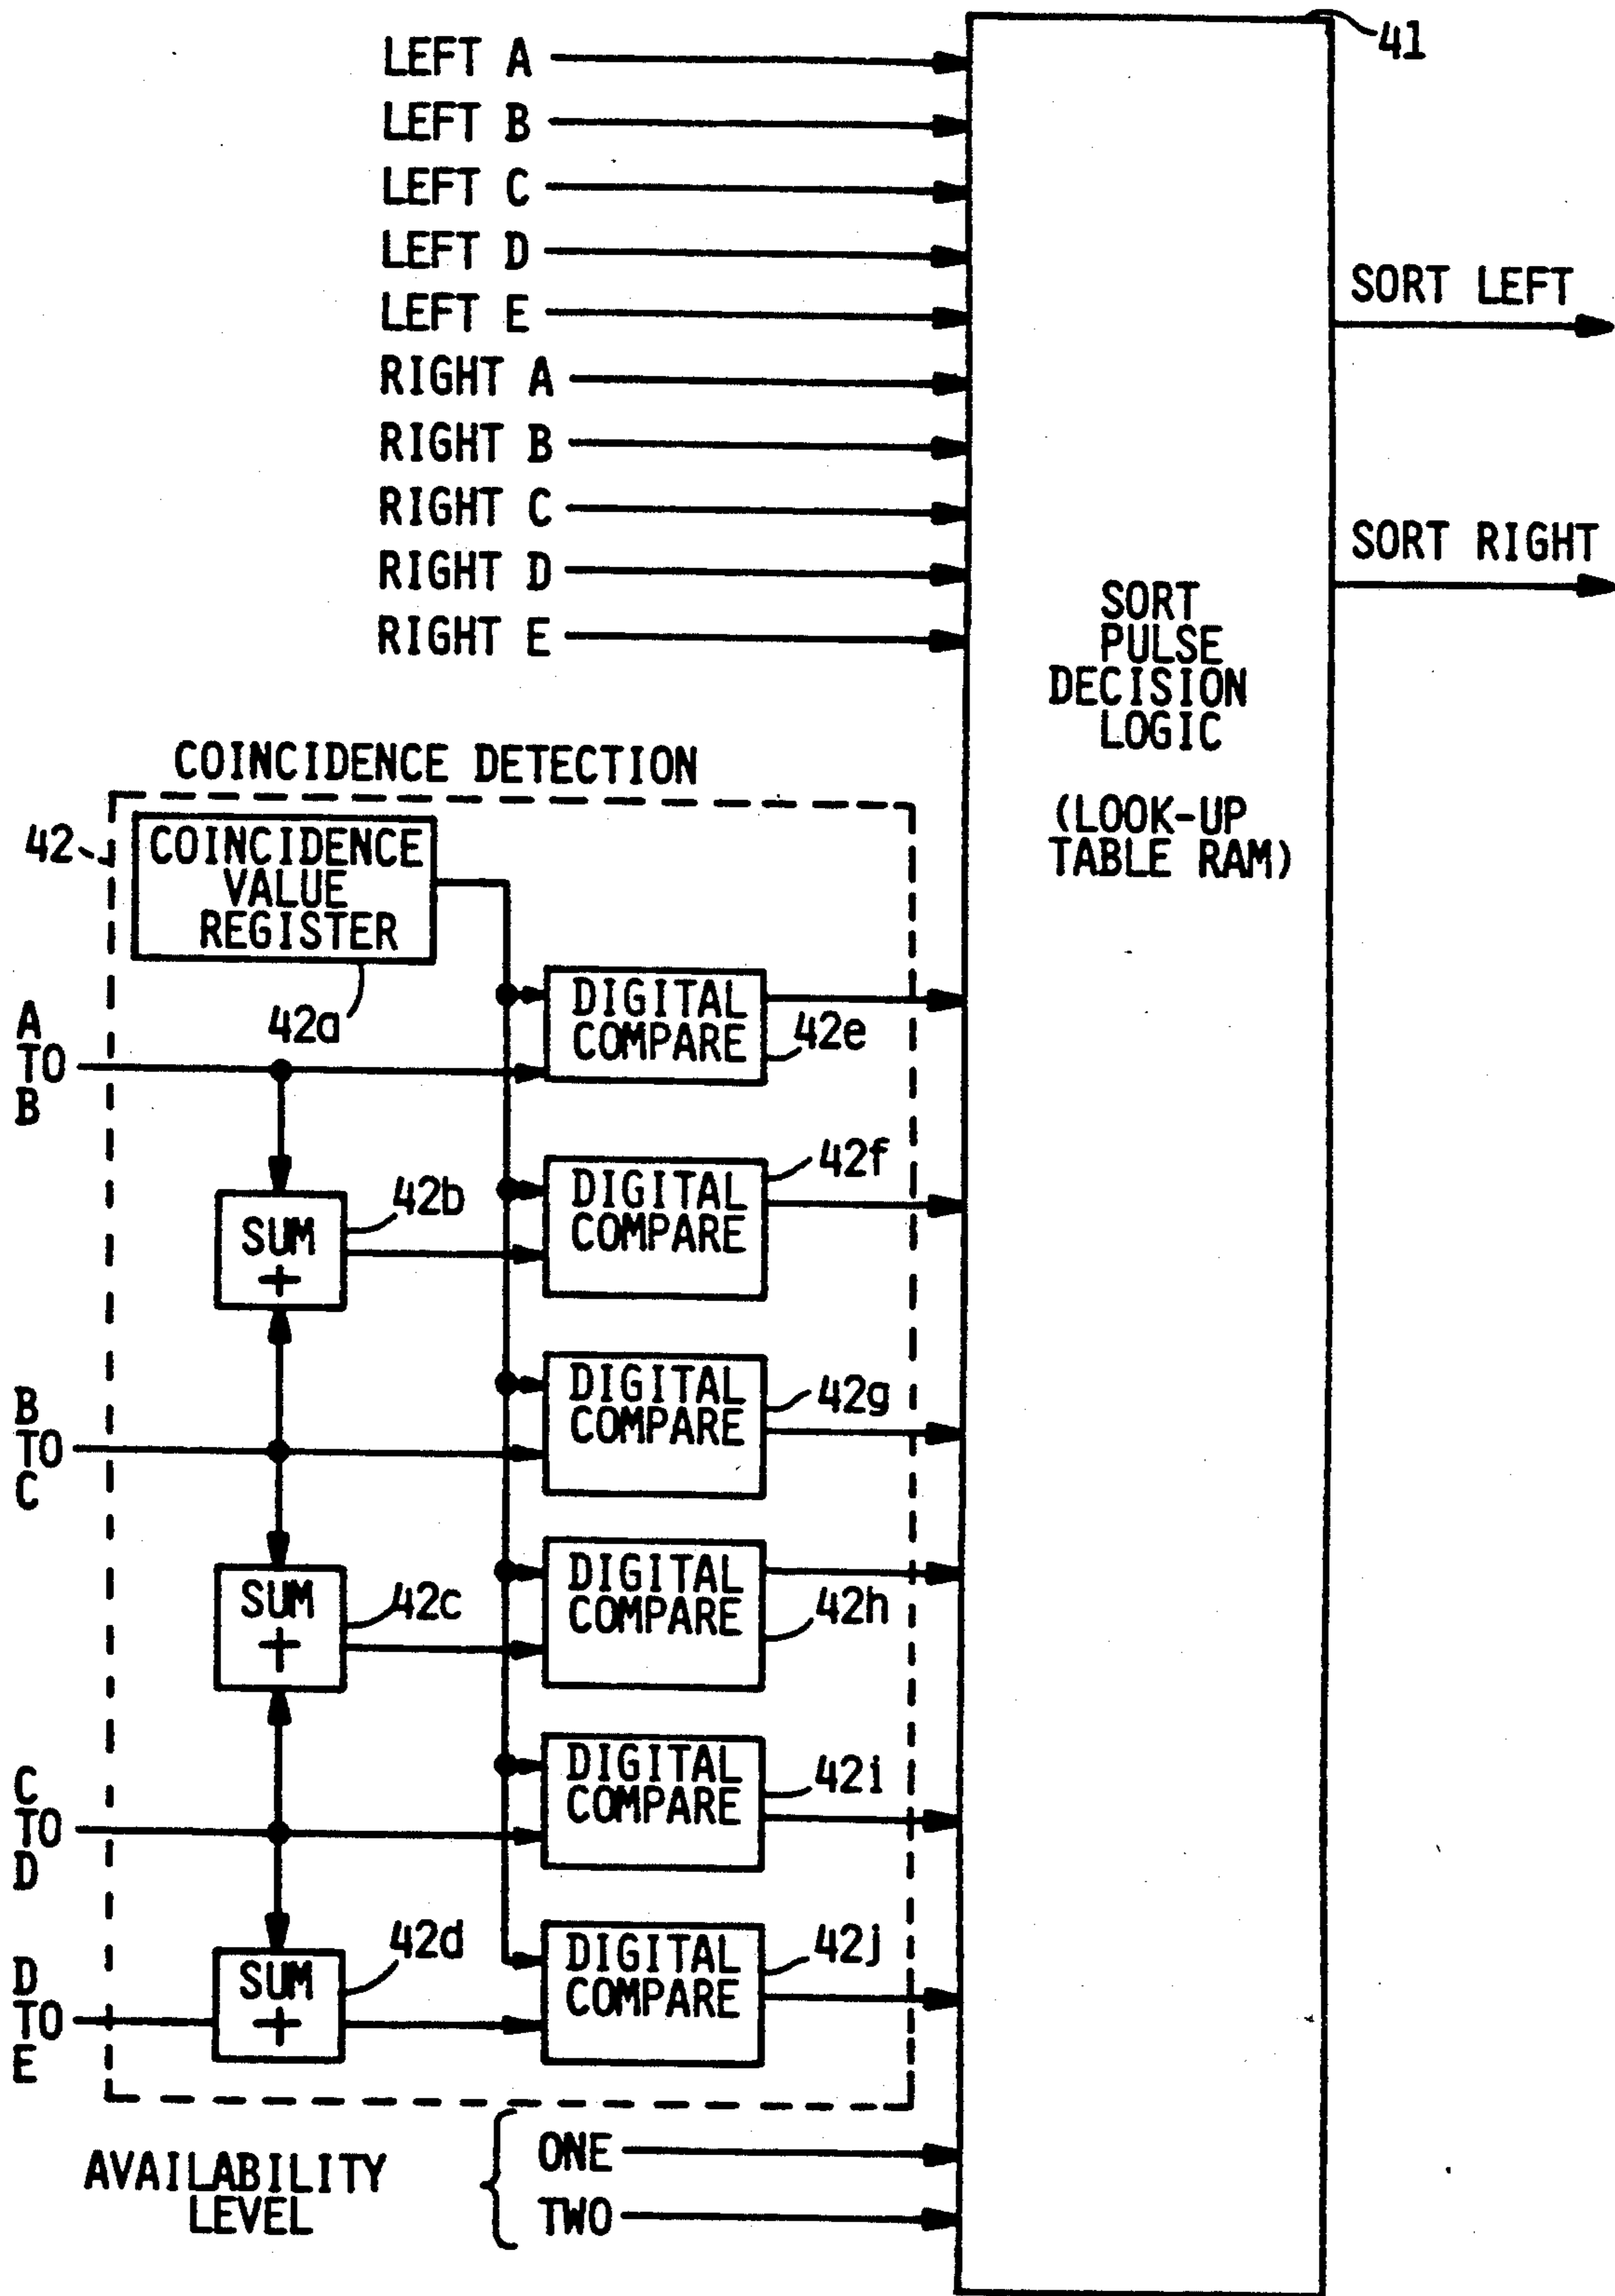 41
LEFT A
LEFT B
LEFT C
LEFT D
LEFT E
RIGHT A
RIGHT B
RIGHT C
RIGHT D
RIGHT E
SORT LEFT
SORT RIGHT
SORT
PULSE
DECISION
LOGIC
(LOOK-UP
TABLE RAM)
COINCIDENCE DETECTION
42
COINCIDENCE
VALUE
REGISTER
42a
A
TO
B
DIGITAL
COMPARE
42e
SUM
+
42b
DIGITAL
COMPARE
42f
B
TO
C
DIGITAL
COMPARE
42g
SUM
+
42c
DIGITAL
COMPARE
42h
C
TO
D
DIGITAL
COMPARE
42i
D
TO
E
SUM
+
42d
DIGITAL
COMPARE
42j
AVAILABILITY
LEVEL
ONE
TWO